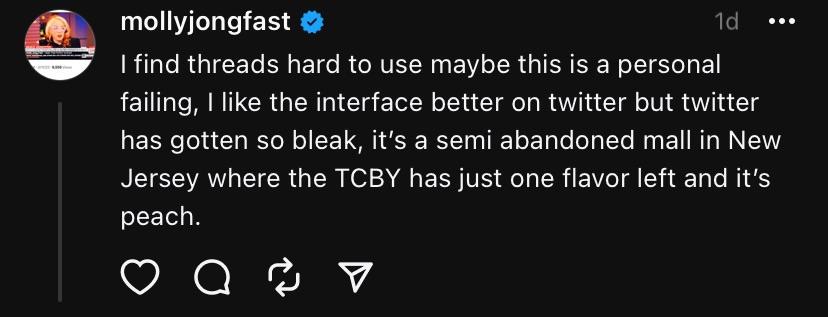 mollyjongfast 1d
I find threads hard to use maybe this is a personal
failing, I like the interface better on twitter but twitter
has gotten so bleak, it’s a semi abandoned mall in New
Jersey where the TCBY has just one flavor left and it’s
peach.